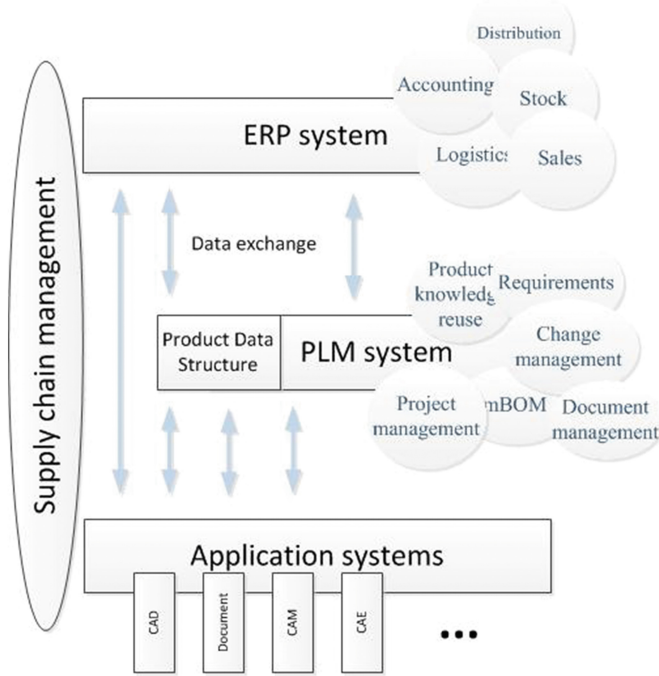 Distribution
Accounting
Stock
ERP system
Logistics
Sales
Supply chain management
Data exchange
Product
knowledge
reuse
Requirements
Product Data
Structure
PLM system
Change
management
Project
management
mBOM
Document
management
Application systems
CAD
Document
CAM
CAE
...